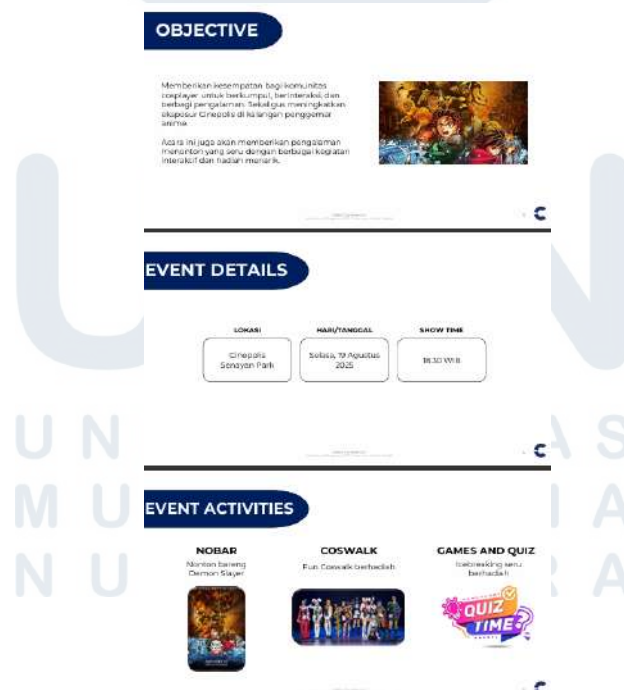 OBJECTIVE
Memberikan kesempatan bagi komunitas
cosplayer untuk berkumpul, berinteraksi, dan
berbagi pengalaman. Sekaligus meningkatkan
eksposur Cinepolis di kalangan penggemar
anime.
Acara ini juga akan memberikan pengalaman
menonton yang seru dengan berbagai kegiatan
interaktif dan hadiah menarik.
EVENT DETAILS
LOKASI HARI/TANGGAL SHOW TIME
Cinepolis
Senayan Park
Selasa, 19 Agustus
2025
18.30 WIB
EVENT ACTIVITIES
NOBAR
Nonton bareng
Demon Slayer
COSWALK
Fun Coswalk berhadiah
GAMES AND QUIZ
Icebreaking seru
berhadiah
QUIZ
TIME
?